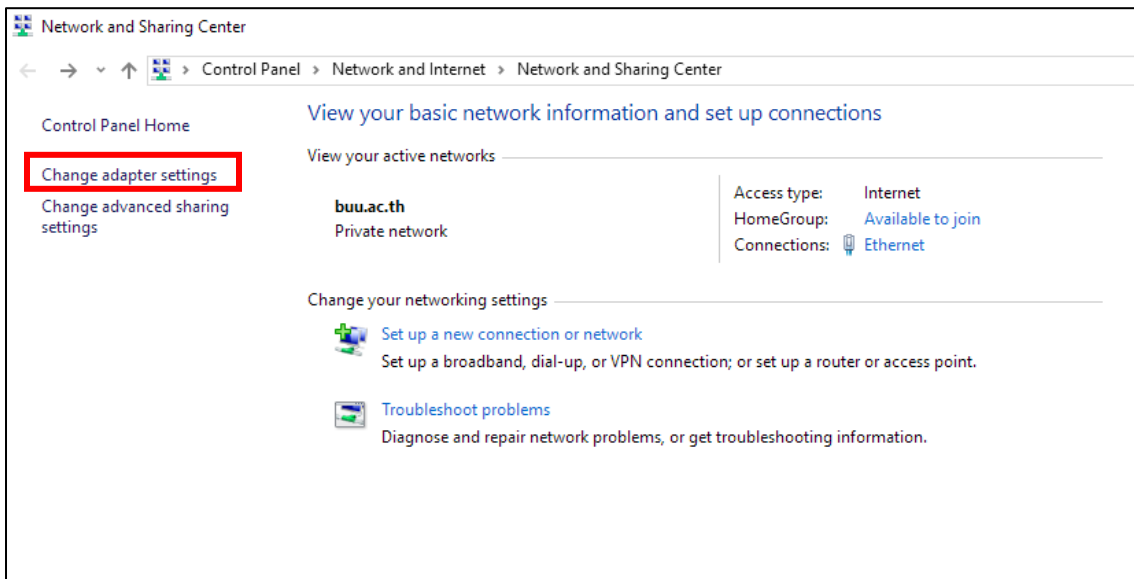 Network and Sharing Center
Control Panel > Network and Internet > Network and Sharing Center
Control Panel Home
Change adapter settings
Change advanced sharing
settings
View your basic network information and set up connections
View your active networks
buu.ac.th
Private network
Access type: Internet
HomeGroup: Available to join
Connections: Ethernet
Change your networking settings
Set up a new connection or network
Set up a broadband, dial-up, or VPN connection; or set up a router or access point.
Troubleshoot problems
Diagnose and repair network problems, or get troubleshooting information.